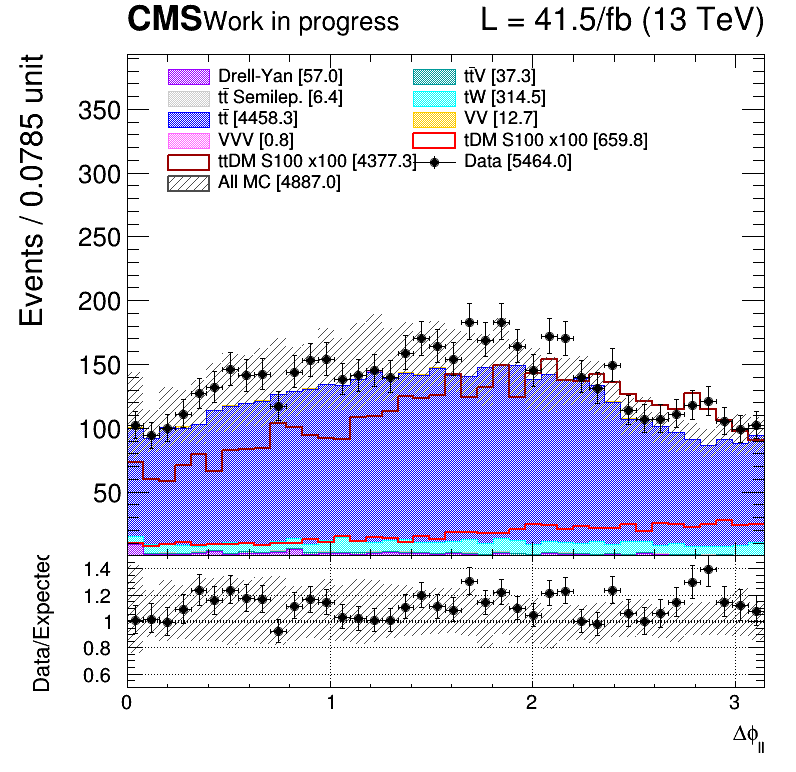 CMS Work in progress L = 41.5/fb (13 TeV)
Events / 0.0785 unit
Drell-Yan [57.0] tt̄V [37.3]
tt̄ Semilep. [6.4] tW [314.5]
tt̄ [4458.3] VV [12.7]
VVV [0.8] tDM S100 x100 [659.8]
ttDM S100 x100 [4377.3] Data [5464.0]
All MC [4887.0]
350
300
250
200
150
100
50
Data/Expected
1.4
1.2
1
0.8
0.6
0 1 2 3
Δϕ_ll